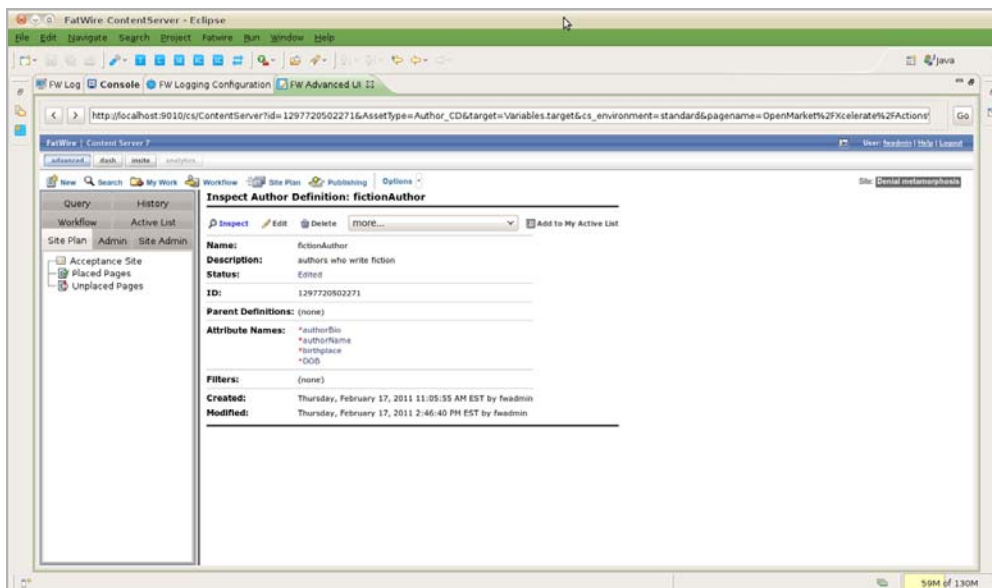 FatWire ContentServer - Eclipse
File Edit Navigate Search Project Fatwire Run Window Help
Java
FW Log Console FW Logging Configuration FW Advanced UI
http://localhost:9010/cs/ContentServer?id=1297720502271&AssetType=Author_CD&target=Variables.target&cs_environment=standard&pagename=OpenMarket%2FXcelerate%2FActions
Go
FatWire | Content Server 7
User: fwadmin | Help | Logout
advanced dash insite analytics
New Search My Work Workflow Site Plan Publishing Options
Site: Denial metamorphosis
Query History
Workflow Active List
Site Plan Admin Site Admin
Acceptance Site
Placed Pages
Unplaced Pages
Inspect Author Definition: fictionAuthor
Inspect Edit Delete more... Add to My Active List
Name: fictionAuthor
Description: authors who write fiction
Status: Edited
ID: 1297720502271
Parent Definitions: (none)
Attribute Names: *authorBio
*authorName
*birthplace
*DOB
Filters: (none)
Created: Thursday, February 17, 2011 11:05:55 AM EST by fwadmin
Modified: Thursday, February 17, 2011 2:46:40 PM EST by fwadmin
59M of 130M